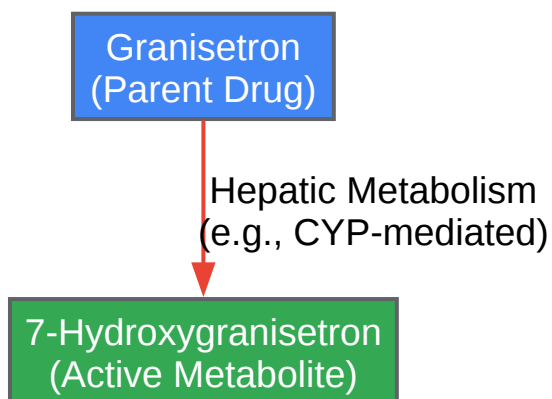 Granisetron
(Parent Drug)
Hepatic Metabolism
(e.g., CYP-mediated)
7-Hydroxygranisetron
(Active Metabolite)